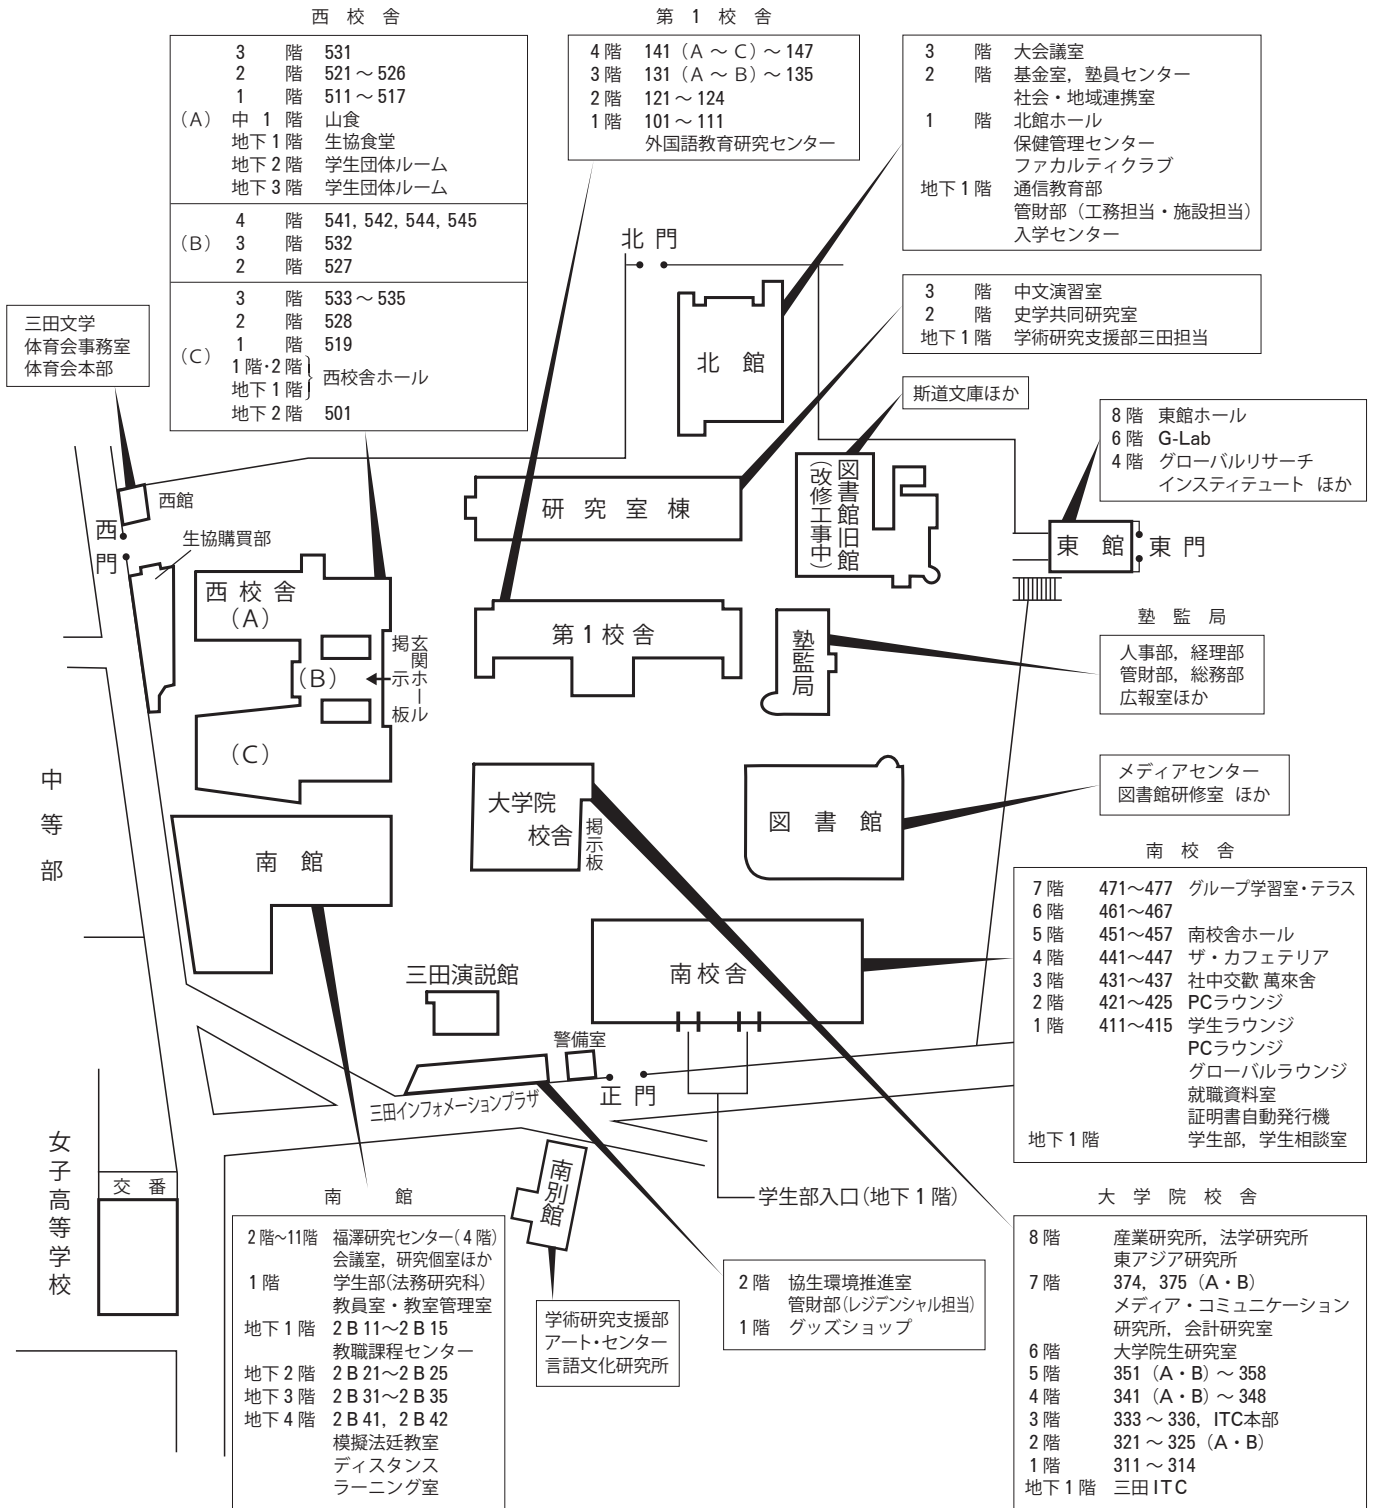 西校舎
(A)
3階 531
2階 521～526
1階 511～517
中1階 山食
地下1階 生協食堂
地下2階 学生団体ルーム
地下3階 学生団体ルーム
(B)
4階 541, 542, 544, 545
3階 532
2階 527
(C)
3階 533～535
2階 528
1階 519
1階・2階
地下1階
西校舎ホール
地下2階 501
第1校舎
4階 141（A～C）～147
3階 131（A～B）～135
2階 121～124
1階 101～111
外国語教育研究センター
3階 大会議室
2階 基金室，塾員センター
社会・地域連携室
1階 北館ホール
保健管理センター
ファカルティクラブ
地下1階 通信教育部
管財部（工務担当・施設担当）
入学センター
3階 中文演習室
2階 史学共同研究室
地下1階 学術研究支援部三田担当
斯道文庫ほか
8階 東館ホール
6階 G-Lab
4階 グローバルリサーチ
インスティテュート ほか
三田文学
体育会事務室
体育会本部
北門
北館
西館
西門
生協購買部
研究室棟
図書館旧館
（改修工事中）
東館
東門
西校舎
(A)
(B)
(C)
玄関ホール
掲示板
第1校舎
塾監局
塾監局
人事部，経理部
管財部，総務部
広報室ほか
中等部
大学院
校舎
掲示板
図書館
メディアセンター
図書館研修室 ほか
南館
三田演説館
南校舎
警備室
三田インフォメーションプラザ
正門
南校舎
7階 471～477 グループ学習室・テラス
6階 461～467
5階 451～457 南校舎ホール
4階 441～447 ザ・カフェテリア
3階 431～437 社中交歡 萬來舎
2階 421～425 PCラウンジ
1階 411～415 学生ラウンジ
PCラウンジ
グローバルラウンジ
就職資料室
証明書自動発行機
地下1階 学生部，学生相談室
女子高等学校
交番
南別館
学生部入口（地下1階）
南館
2階～11階 福澤研究センター（4階）
会議室，研究個室ほか
1階 学生部（法務研究科）
教員室・教室管理室
地下1階 2B11～2B15
教職課程センター
地下2階 2B21～2B25
地下3階 2B31～2B35
地下4階 2B41，2B42
模擬法廷教室
ディスタンス
ラーニング室
学術研究支援部
アート・センター
言語文化研究所
2階 協生環境推進室
管財部（レジデンシャル担当）
1階 グッズショップ
大学院校舎
8階 産業研究所，法学研究所
東アジア研究所
7階 374，375（A・B）
メディア・コミュニケーション
研究所，会計研究室
6階 大学院生研究室
5階 351（A・B）～358
4階 341（A・B）～348
3階 333～336，ITC本部
2階 321～325（A・B）
1階 311～314
地下1階 三田ITC